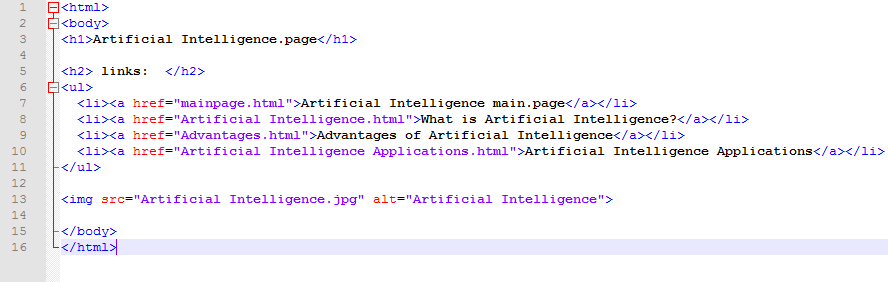 1 <html>
2 <body>
3 <h1>Artificial Intelligence.page</h1>
4
5 <h2> links:  </h2>
6 <ul>
7   <li><a href="mainpage.html">Artificial Intelligence main.page</a></li>
8   <li><a href="Artificial Intelligence.html">What is Artificial Intelligence?</a></li>
9   <li><a href="Advantages.html">Advantages of Artificial Intelligence</a></li>
10   <li><a href="Artificial Intelligence Applications.html">Artificial Intelligence Applications</a></li>
11 </ul>
12
13 <img src="Artificial Intelligence.jpg" alt="Artificial Intelligence">
14
15 </body>
16 </html>